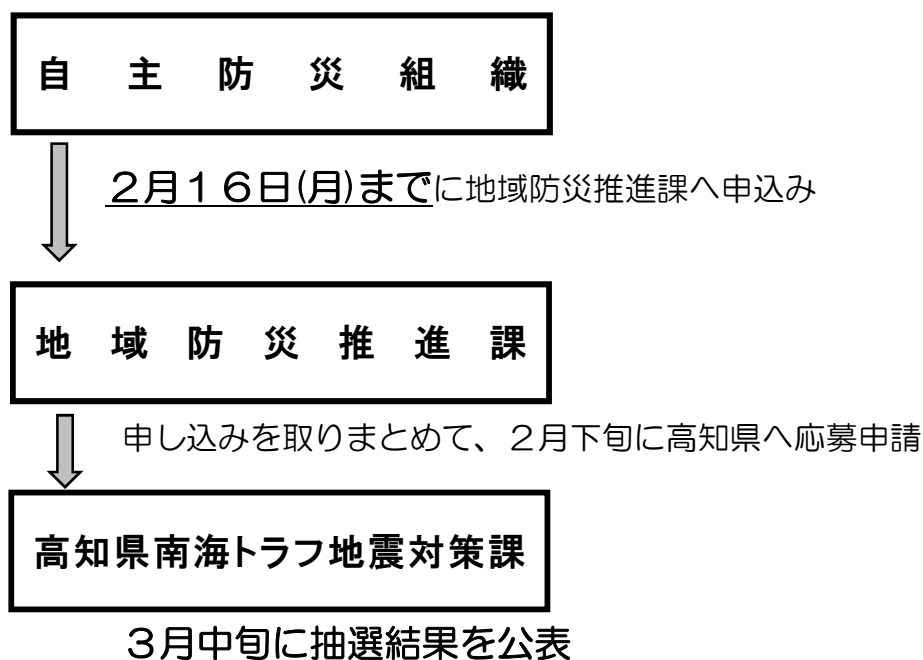 自主防災組織
２月１６日(月)までに地域防災推進課へ申込み
地域防災推進課
申し込みを取りまとめて、２月下旬に高知県へ応募申請
高知県南海トラフ地震対策課
３月中旬に抽選結果を公表